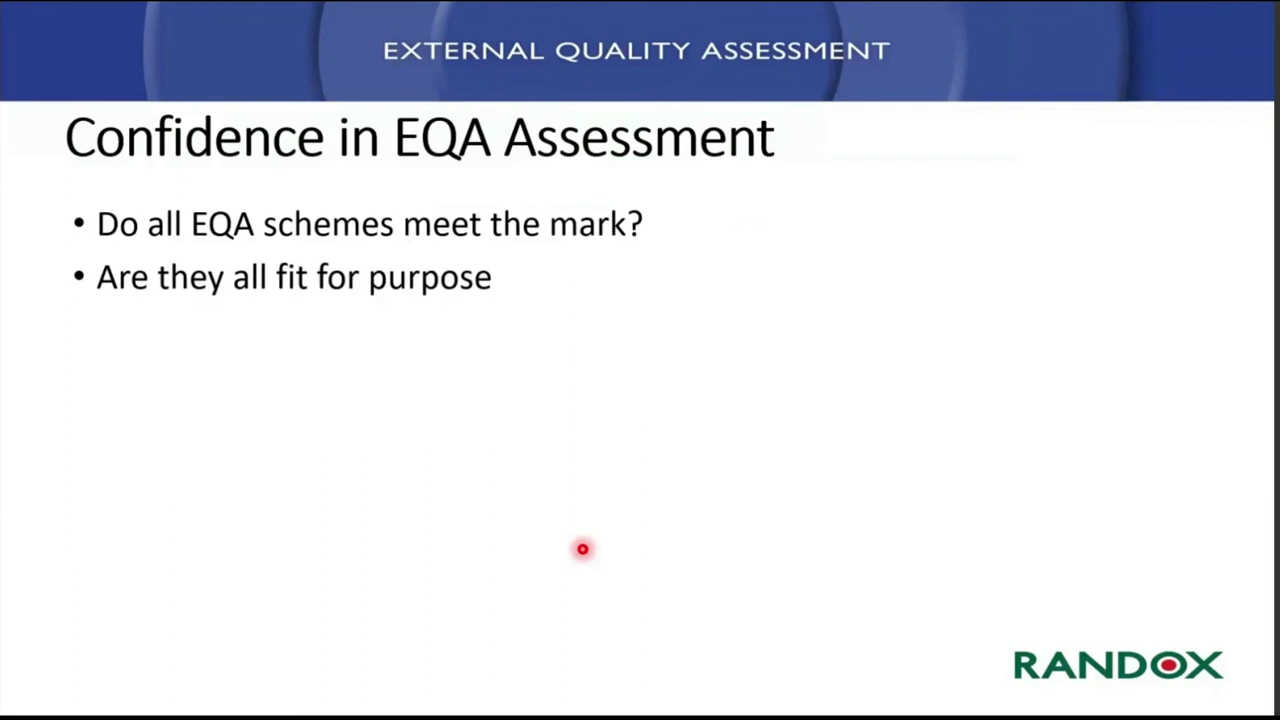 EXTERNAL QUALITY ASSESSMENT
Confidence in EQA Assessment
• Do all EQA schemes meet the mark?
• Are they all fit for purpose
RANDOX